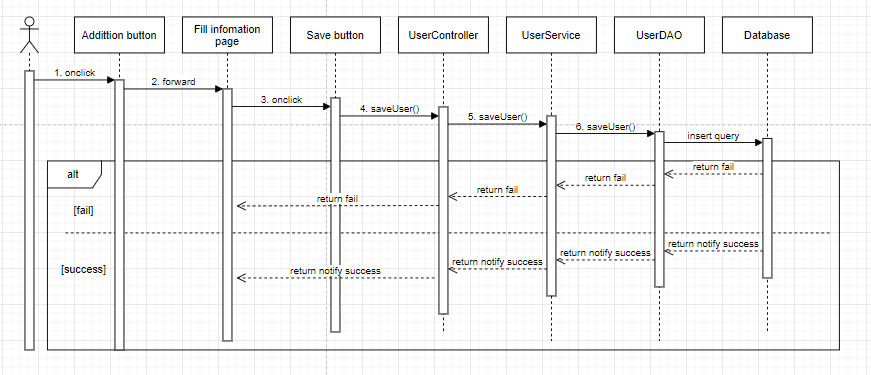 Addittion button
Fill infomation
page
Save button
UserController
UserService
UserDAO
Database
1. onclick
2. forward
3. onclick
4. saveUser()
5. saveUser()
6. saveUser()
insert query
alt
return fail
return fail
return fail
return fail
[fail]
return notify success
return notify success
return notify success
return notify success
[success]